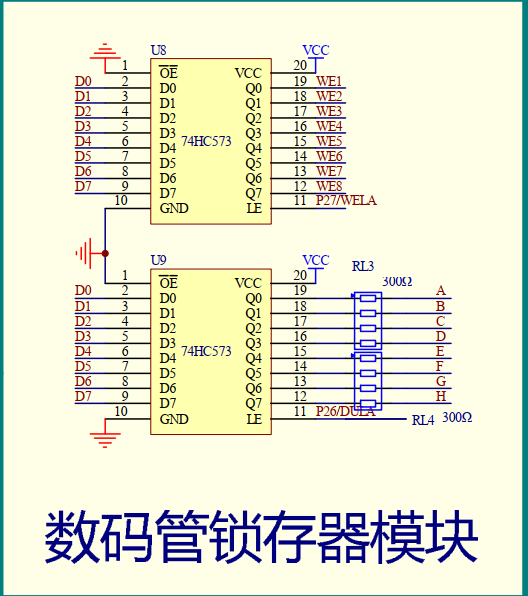 U8 VCC
1 OE VCC 20
D0 2 D0 Q0 19 WE1
D1 3 D1 Q1 18 WE2
D2 4 D2 Q2 17 WE3
D3 5 D3 Q3 16 WE4
D4 6 D4 74HC573 Q4 15 WE5
D5 7 D5 Q5 14 WE6
D6 8 D6 Q6 13 WE7
D7 9 D7 Q7 12 WE8
10 GND LE 11 P27/WELA
U9 VCC RL3
1 OE VCC 20 300Ω
D0 2 D0 Q0 19 A
D1 3 D1 Q1 18 B
D2 4 D2 Q2 17 C
D3 5 D3 Q3 16 D
D4 6 D4 74HC573 Q4 15 E
D5 7 D5 Q5 14 F
D6 8 D6 Q6 13 G
D7 9 D7 Q7 12 H
10 GND LE 11 P26/DULA RL4 300Ω
数码管锁存器模块